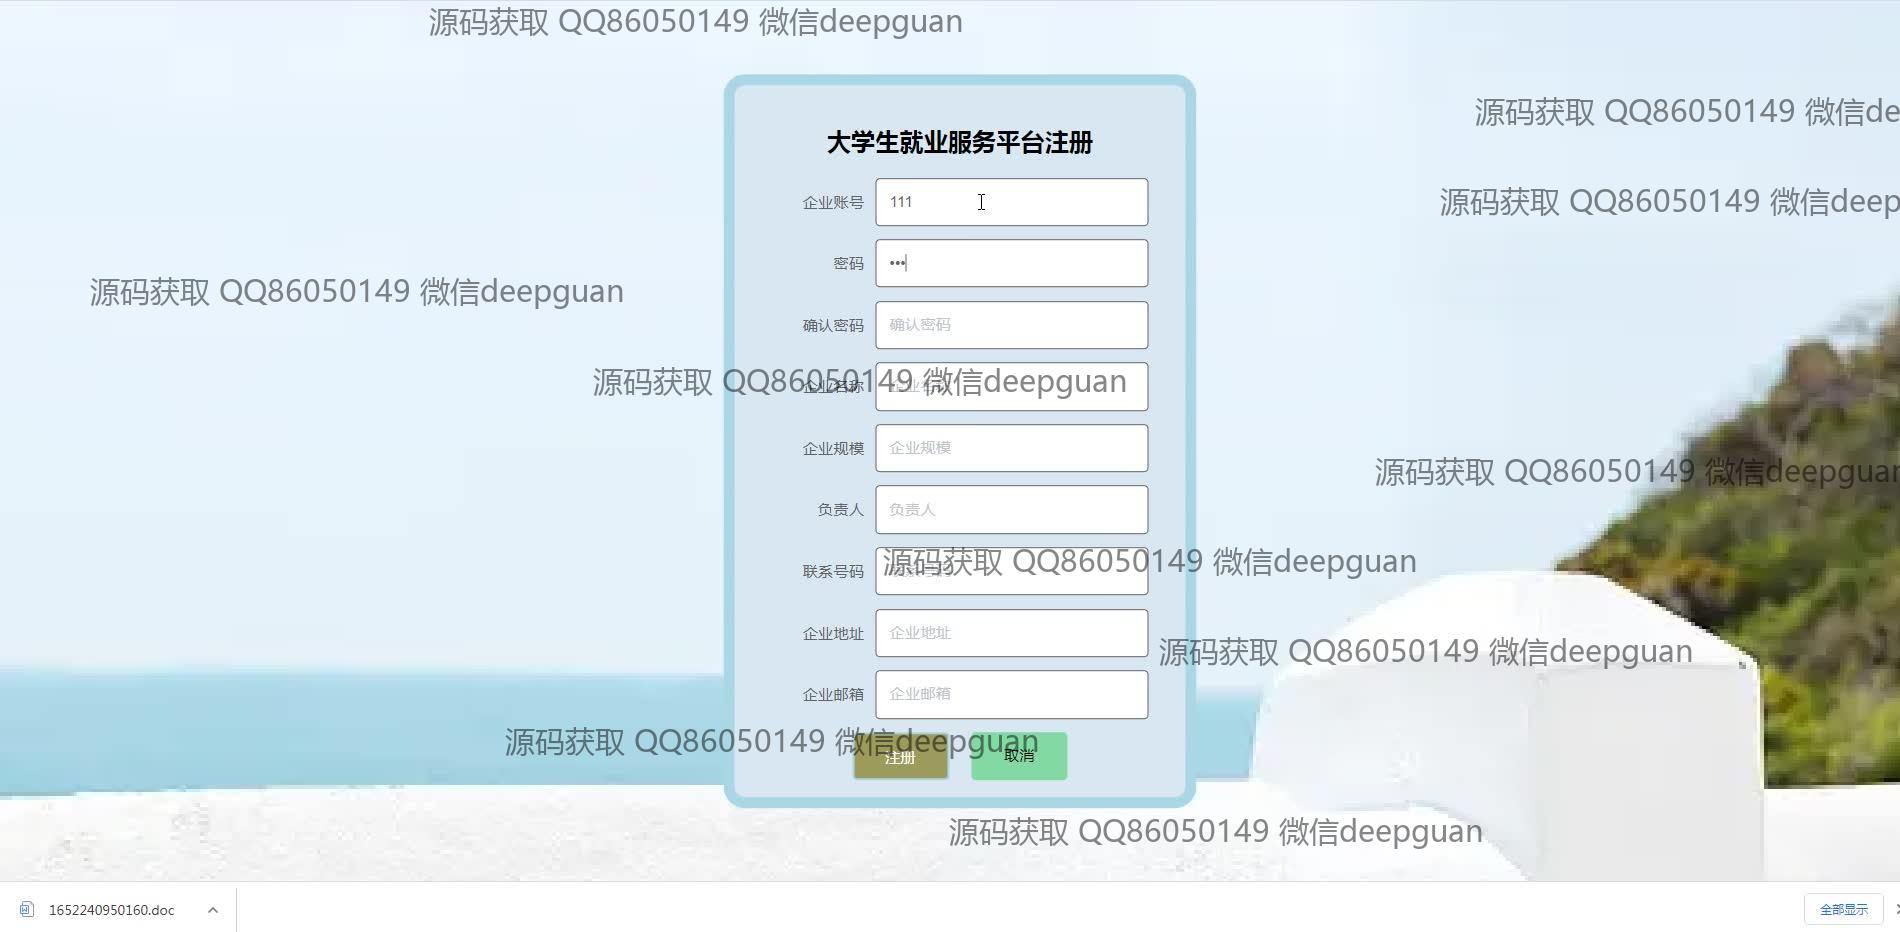 源码获取 QQ86050149 微信deepguan
源码获取 QQ86050149 微信de
大学生就业服务平台注册
企业账号 111
源码获取 QQ86050149 微信deep
密码 •••
源码获取 QQ86050149 微信deepguan
确认密码 确认密码
源码获取 QQ86050149 微信deepguan
企业名称
企业规模 企业规模
源码获取 QQ86050149 微信deepguan
负责人 负责人
源码获取 QQ86050149 微信deepguan
联系号码
企业地址 企业地址
源码获取 QQ86050149 微信deepguan
企业邮箱 企业邮箱
源码获取 QQ86050149 微信deepguan
注册 取消
源码获取 QQ86050149 微信deepguan
1652240950160.doc
全部显示